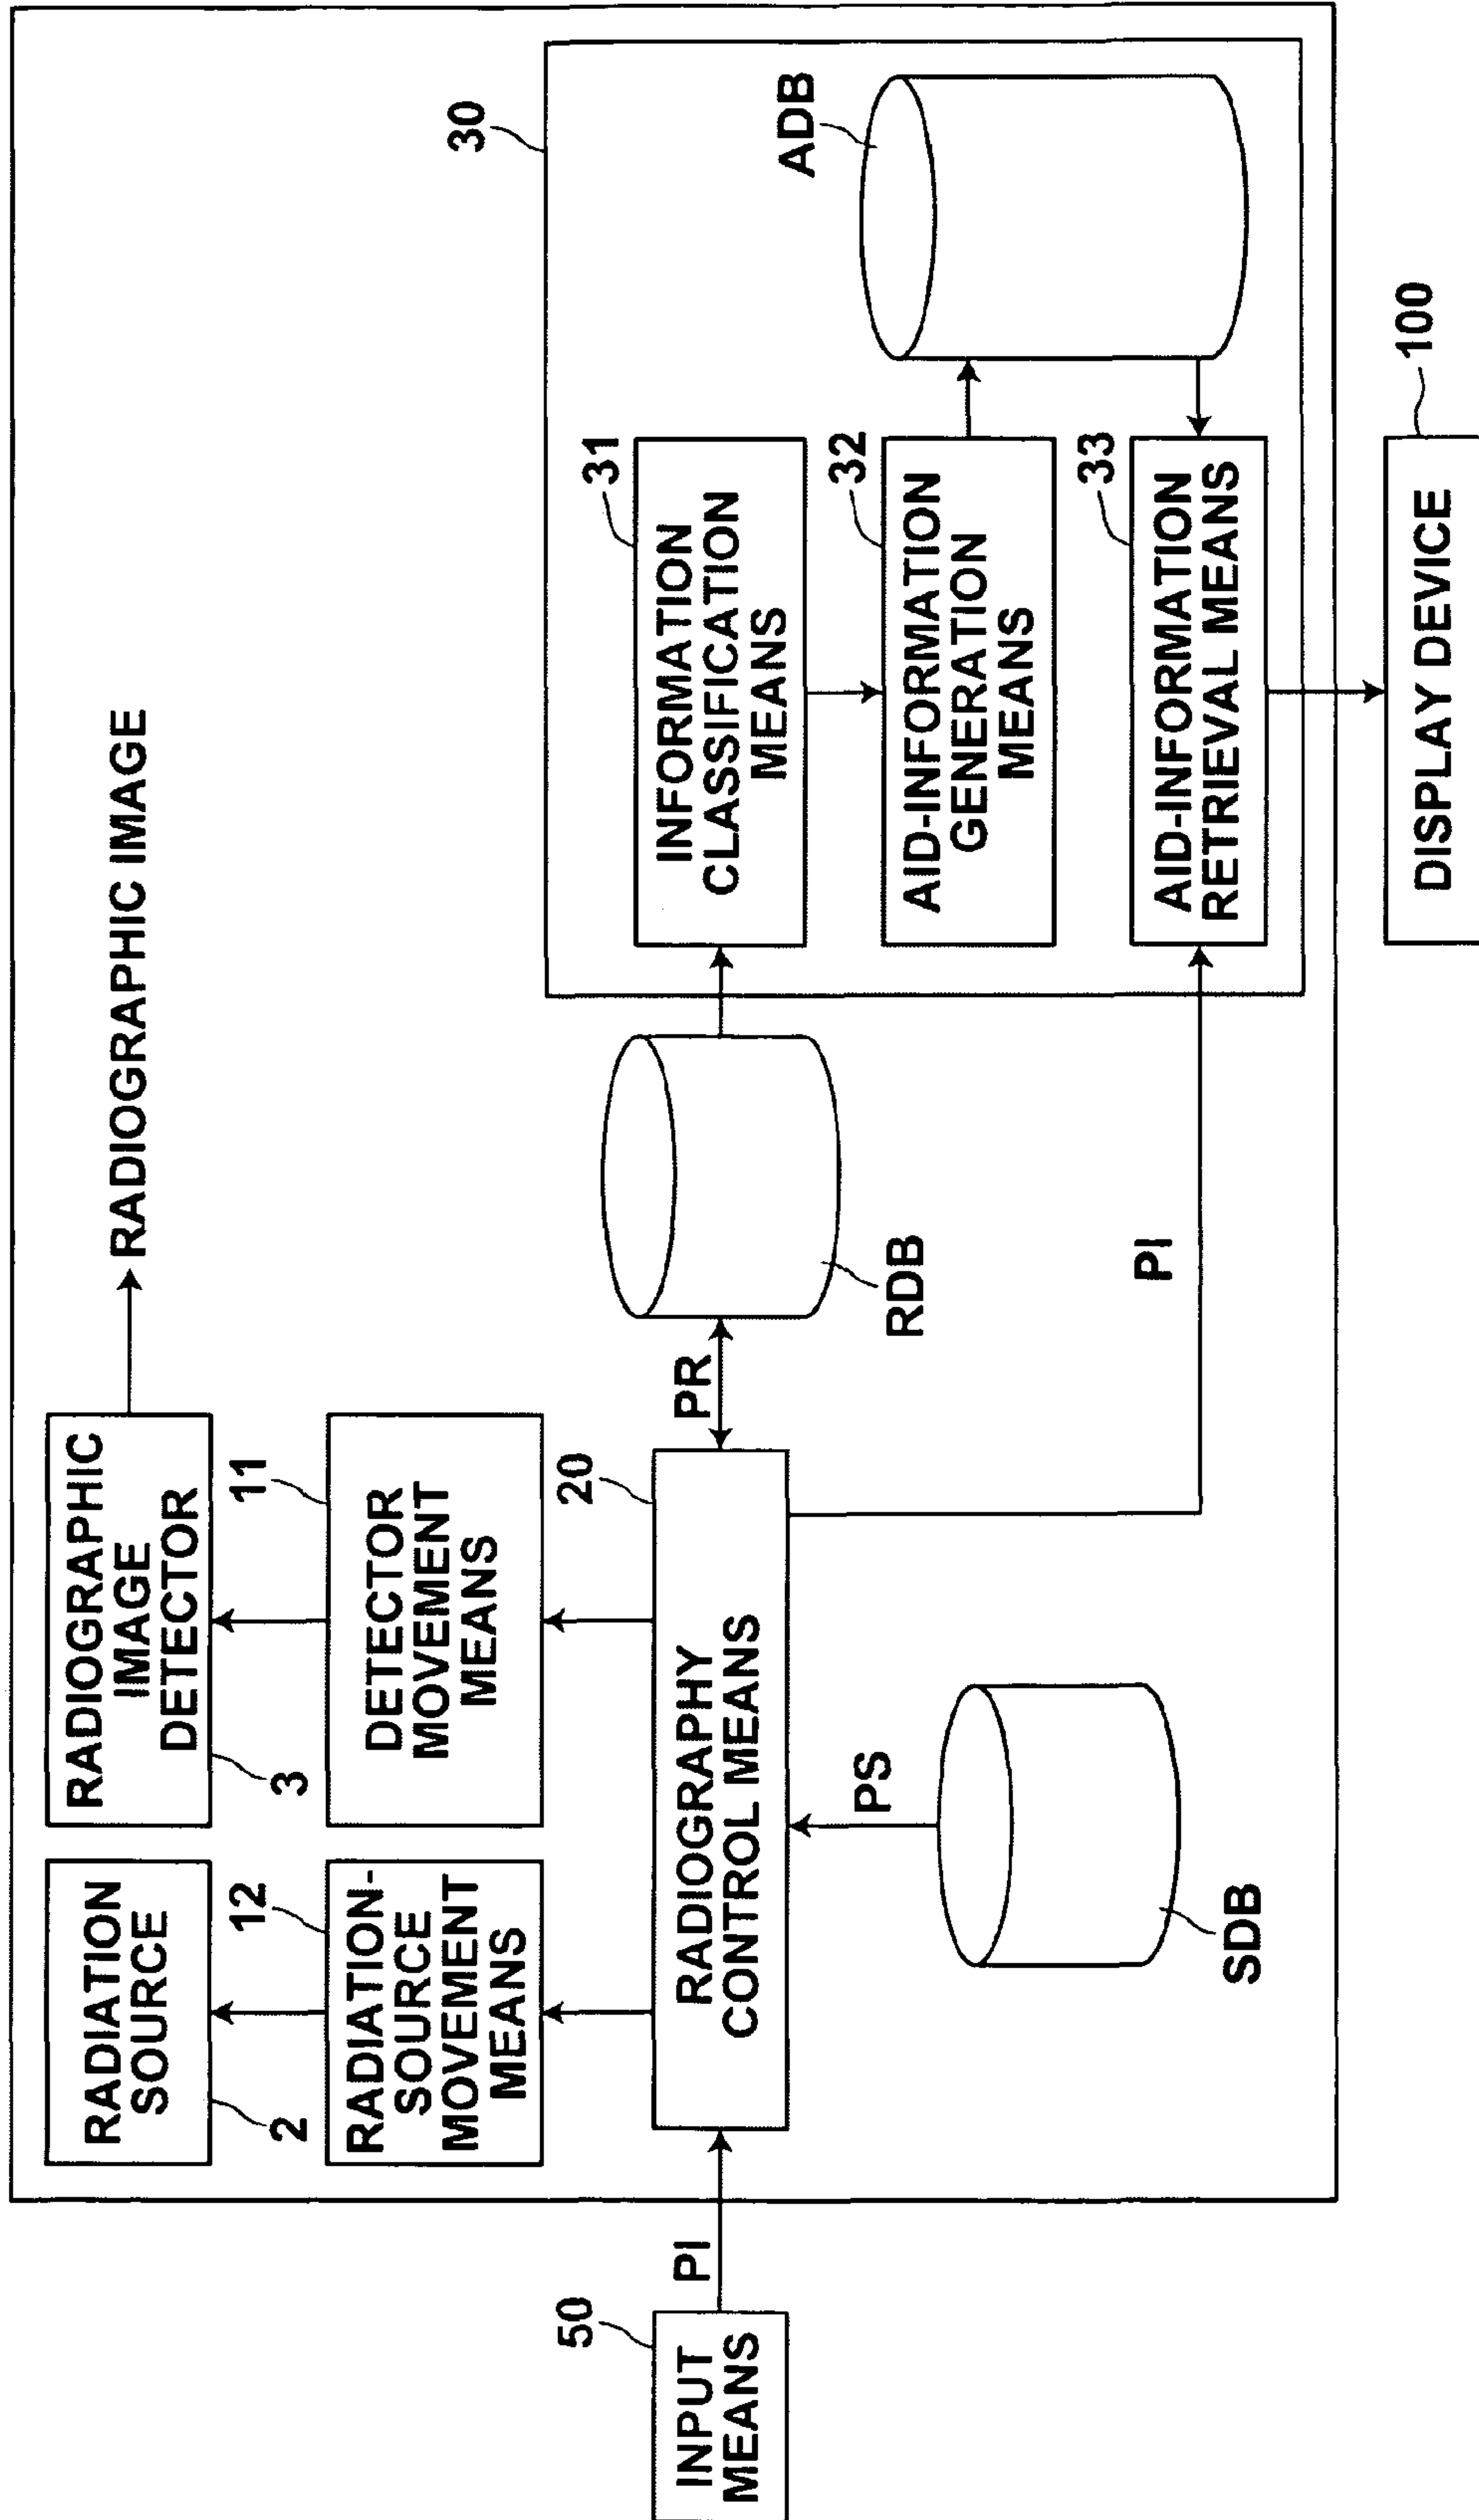 RADIATION
SOURCE
2
RADIOGRAPHIC
IMAGE
DETECTOR
3
RADIOGRAPHIC IMAGE
12
RADIATION-
SOURCE
MOVEMENT
MEANS
11
DETECTOR
MOVEMENT
MEANS
30
50
INPUT
MEANS
PI
20
RADIOGRAPHY
CONTROL MEANS
PR
RDB
31
INFORMATION
CLASSIFICATION
MEANS
ADB
PS
SDB
32
AID-INFORMATION
GENERATION
MEANS
PI
33
AID-INFORMATION
RETRIEVAL MEANS
100
DISPLAY DEVICE